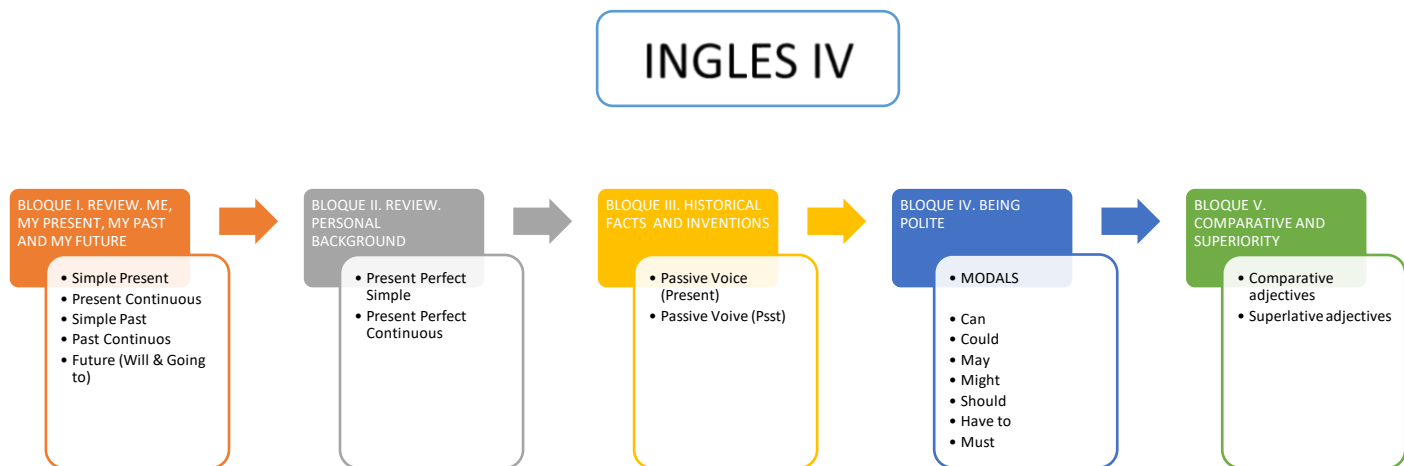 INGLES IV
BLOQUE I. REVIEW. ME,
MY PRESENT, MY PAST
AND MY FUTURE
• Simple Present
• Present Continuous
• Simple Past
• Past Continuos
• Future (Will & Going
to)
BLOQUE II. REVIEW.
PERSONAL
BACKGROUND
• Present Perfect
Simple
• Present Perfect
Continuous
BLOQUE III. HISTORICAL
FACTS AND INVENTIONS
• Passive Voice
(Present)
• Passive Voive (Psst)
BLOQUE IV. BEING
POLITE
• MODALS
• Can
• Could
• May
• Might
• Should
• Have to
• Must
BLOQUE V.
COMPARATIVE AND
SUPERIORITY
• Comparative
adjectives
• Superlative adjectives